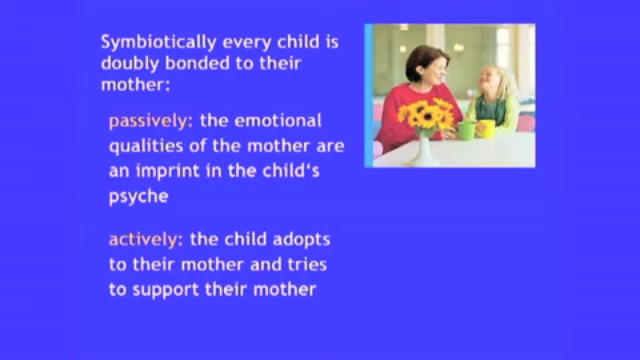 Symbiotically every child is
doubly bonded to their
mother:
passively: the emotional
qualities of the mother are
an imprint in the child's
psyche
actively: the child adopts
to their mother and tries
to support their mother